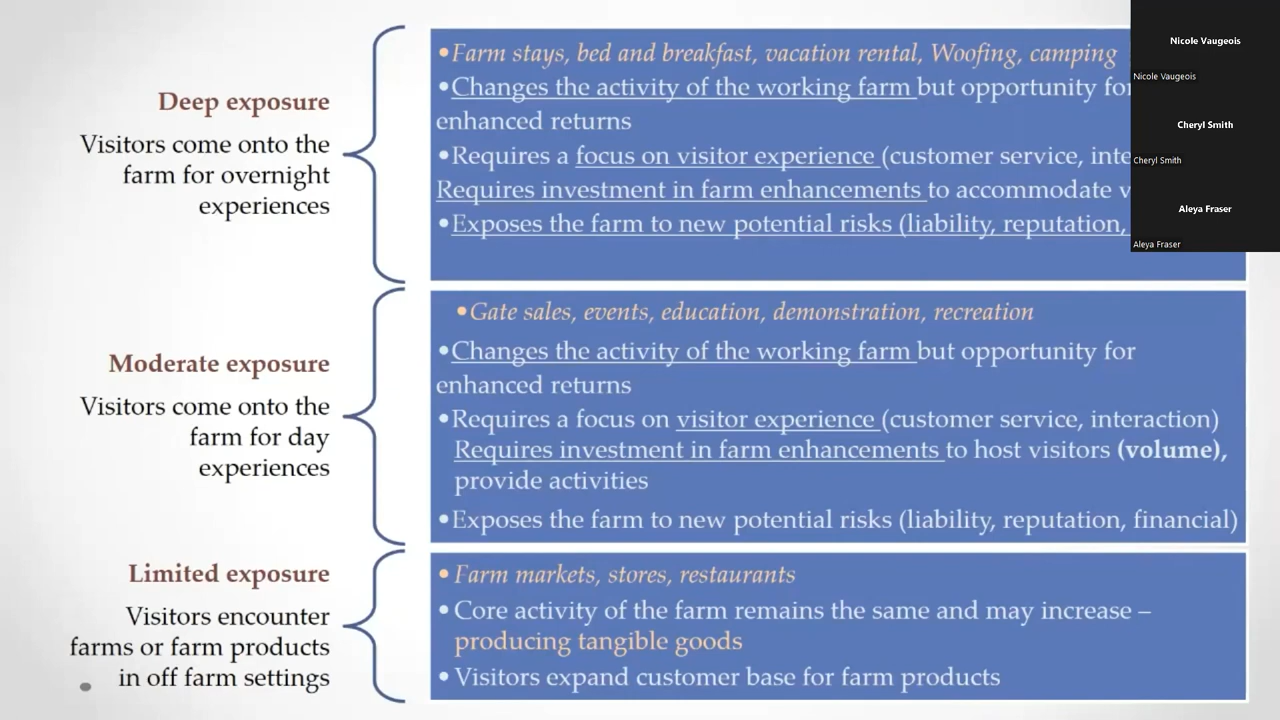 Deep exposure
Visitors come onto the
farm for overnight
experiences
•Farm stays, bed and breakfast, vacation rental, Woofing, camping
•Changes the activity of the working farm but opportunity for
enhanced returns
•Requires a focus on visitor experience (customer service,
Requires investment in farm enhancements to accommodate
•Exposes the farm to new potential risks (liability, reputation,
Moderate exposure
Visitors come onto the
farm for day
experiences
•Gate sales, events, education, demonstration, recreation
•Changes the activity of the working farm but opportunity for
enhanced returns
•Requires a focus on visitor experience (customer service, interaction)
Requires investment in farm enhancements to host visitors (volume),
provide activities
•Exposes the farm to new potential risks (liability, reputation, financial)
Limited exposure
Visitors encounter
farms or farm products
in off farm settings
•Farm markets, stores, restaurants
•Core activity of the farm remains the same and may increase –
producing tangible goods
•Visitors expand customer base for farm products
Nicole Vaugeois
Nicole Vaugeois
Cheryl Smith
Cheryl Smith
Aleya Fraser
Aleya Fraser